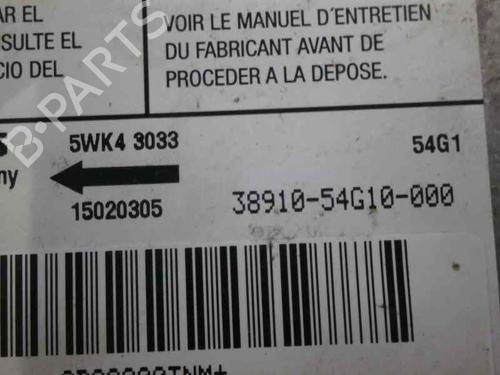 AR EL
SULTE EL
CIO DEL
VOIR LE MANUEL D'ENTRETIEN
DU FABRICANT AVANT DE
PROCEDER A LA DEPOSE.
B-PARTS
5WK4 3033
54G1
ny
15020305
38910-54G10-000